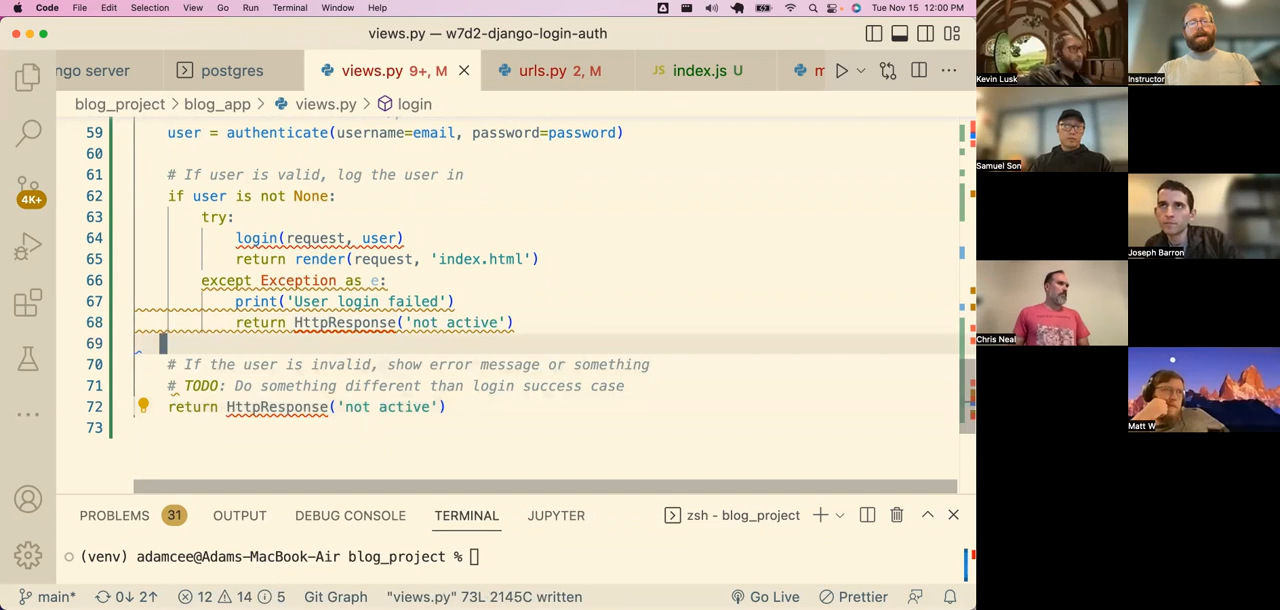 Code File Edit Selection View Go Run Terminal Window Help Tue Nov 15 12:00 PM
views.py — w7d2-django-login-auth
ngo server postgres views.py 9+, M urls.py 2, M JS index.js U m
blog_project > blog_app > views.py > login
59 user = authenticate(username=email, password=password)
60
61 # If user is valid, log the user in
62 if user is not None:
63 try:
64 login(request, user)
65 return render(request, 'index.html')
66 except Exception as e:
67 print('User login failed')
68 return HttpResponse('not active')
69
70 # If the user is invalid, show error message or something
71 # TODO: Do something different than login success case
72 return HttpResponse('not active')
73
4K+
PROBLEMS 31 OUTPUT DEBUG CONSOLE TERMINAL JUPYTER zsh - blog_project
(venv) adamcee@Adams-MacBook-Air blog_project %
main* 0↓ 2↑ 12 14 5 Git Graph "views.py" 73L 2145C written Go Live Prettier
Kevin Lusk
Instructor
Samuel Son
Joseph Barron
Chris Neal
Matt W